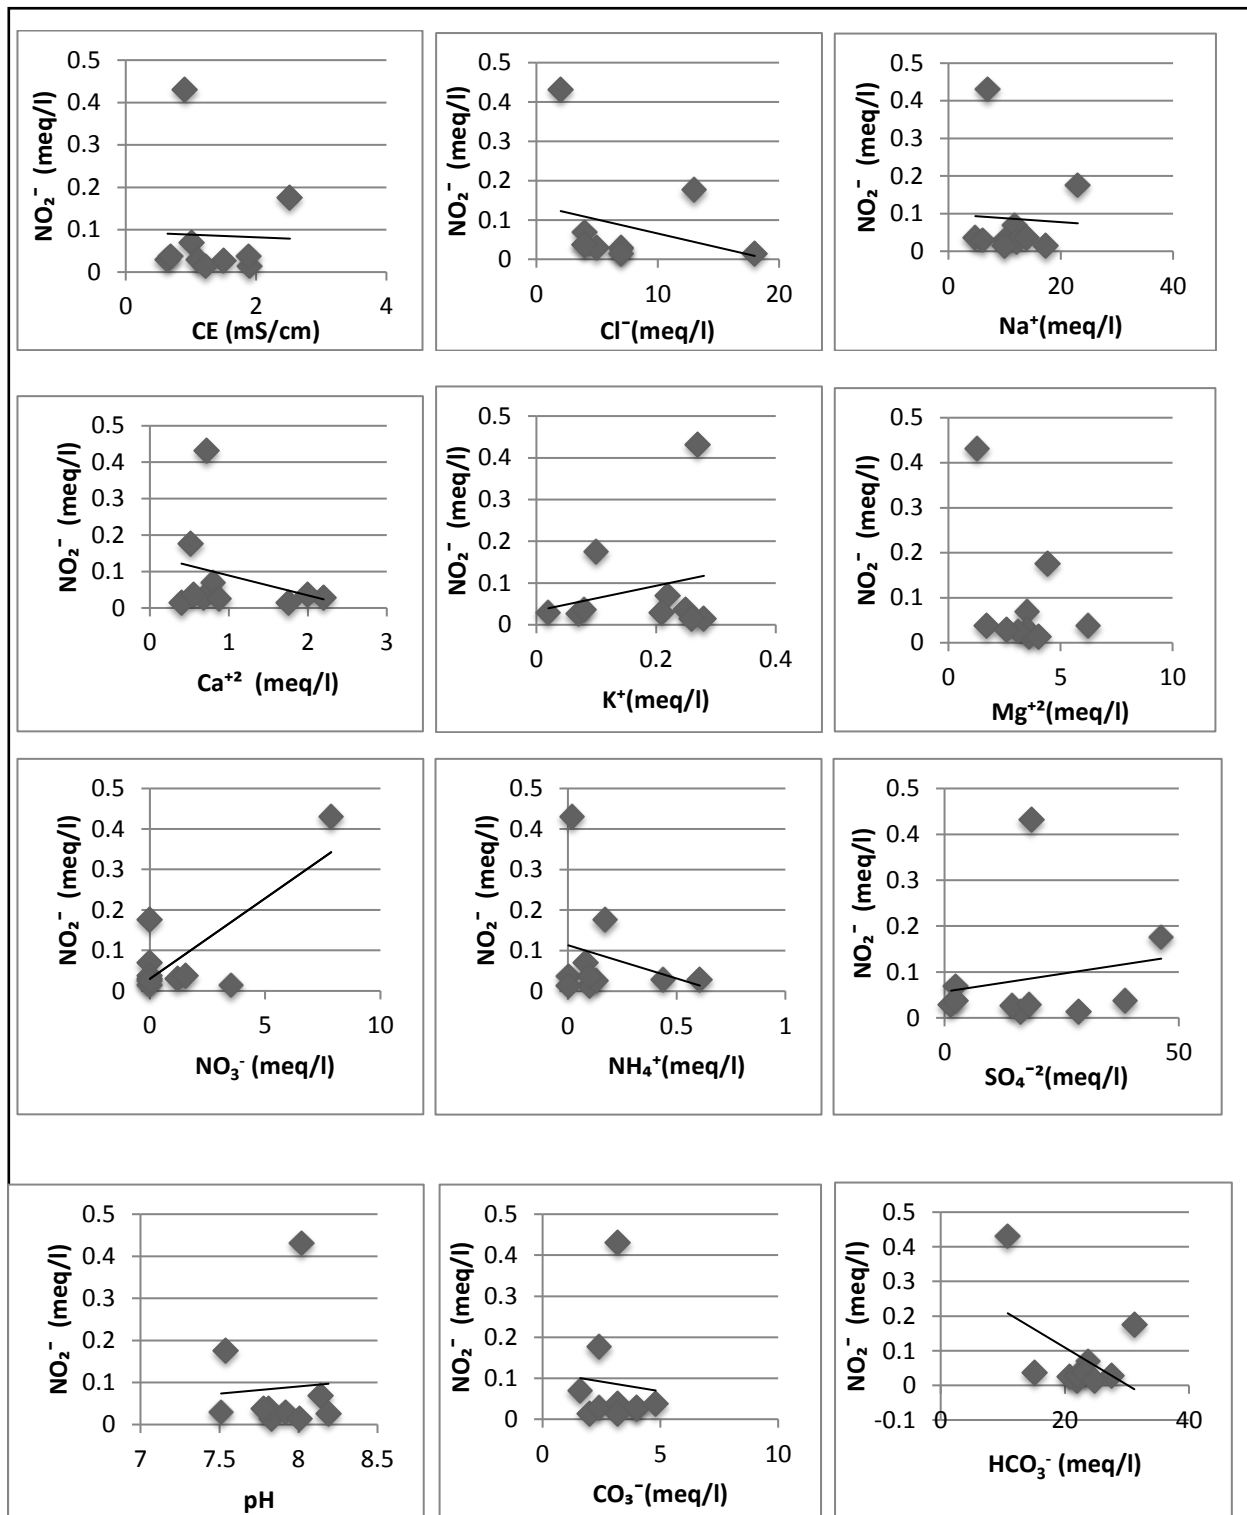 0.5
0.4
0.3
0.2
0.1
0
NO₂⁻ (meq/l)
0 2 4
CE (mS/cm)
0.5
0.4
0.3
0.2
0.1
0
NO₂⁻ (meq/l)
0 10 20
Cl⁻(meq/l)
0.5
0.4
0.3
0.2
0.1
0
NO₂⁻ (meq/l)
0 20 40
Na⁺(meq/l)
0.5
0.4
0.3
0.2
0.1
0
NO₂⁻ (meq/l)
0 1 2 3
Ca⁺² (meq/l)
0.5
0.4
0.3
0.2
0.1
0
NO₂⁻ (meq/l)
0 0.2 0.4
K⁺(meq/l)
0.5
0.4
0.3
0.2
0.1
0
NO₂⁻ (meq/l)
0 5 10
Mg⁺²(meq/l)
0.5
0.4
0.3
0.2
0.1
0
NO₂⁻ (meq/l)
0 5 10
NO₃⁻ (meq/l)
0.5
0.4
0.3
0.2
0.1
0
NO₂⁻ (meq/l)
0 0.5 1
NH₄⁺(meq/l)
0.5
0.4
0.3
0.2
0.1
0
NO₂⁻ (meq/l)
0 50
SO₄⁻²(meq/l)
0.5
0.4
0.3
0.2
0.1
0
NO₂⁻ (meq/l)
7 7.5 8 8.5
pH
0.5
0.4
0.3
0.2
0.1
0
NO₂⁻ (meq/l)
0 5 10
CO₃⁻(meq/l)
0.5
0.4
0.3
0.2
0.1
0
-0.1
NO₂⁻ (meq/l)
0 20 40
HCO₃⁻ (meq/l)